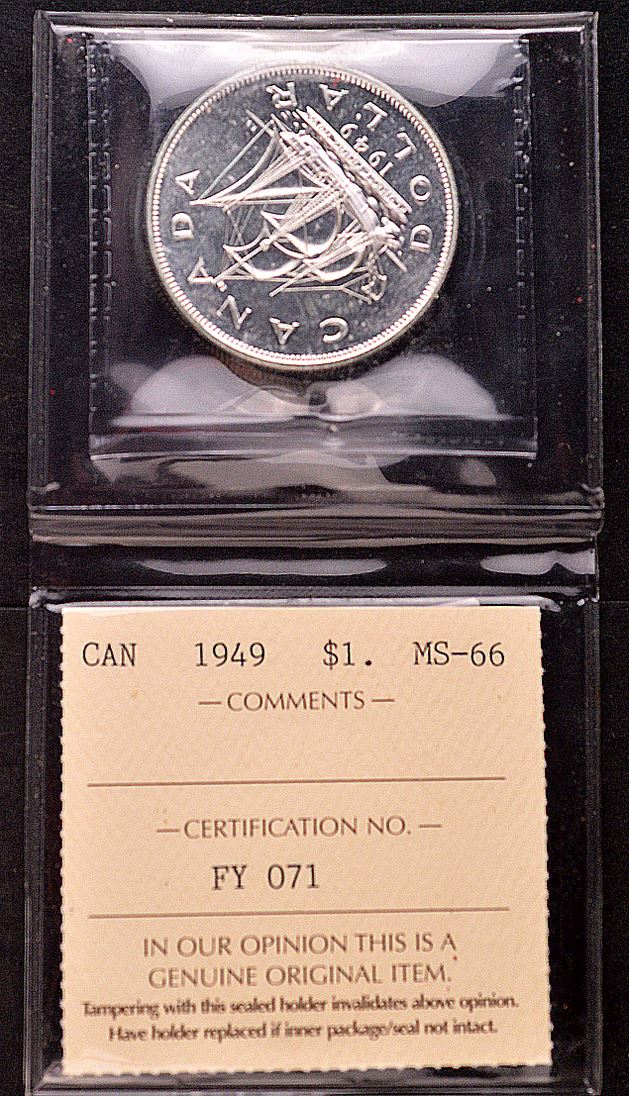 CANADA
1949
DOLLAR
CAN 1949 $1. MS-66
— COMMENTS —
— CERTIFICATION NO. —
FY 071
IN OUR OPINION THIS IS A
GENUINE ORIGINAL ITEM.
Tampering with this sealed holder invalidates above opinion.
Have holder replaced if inner package/seal not intact.